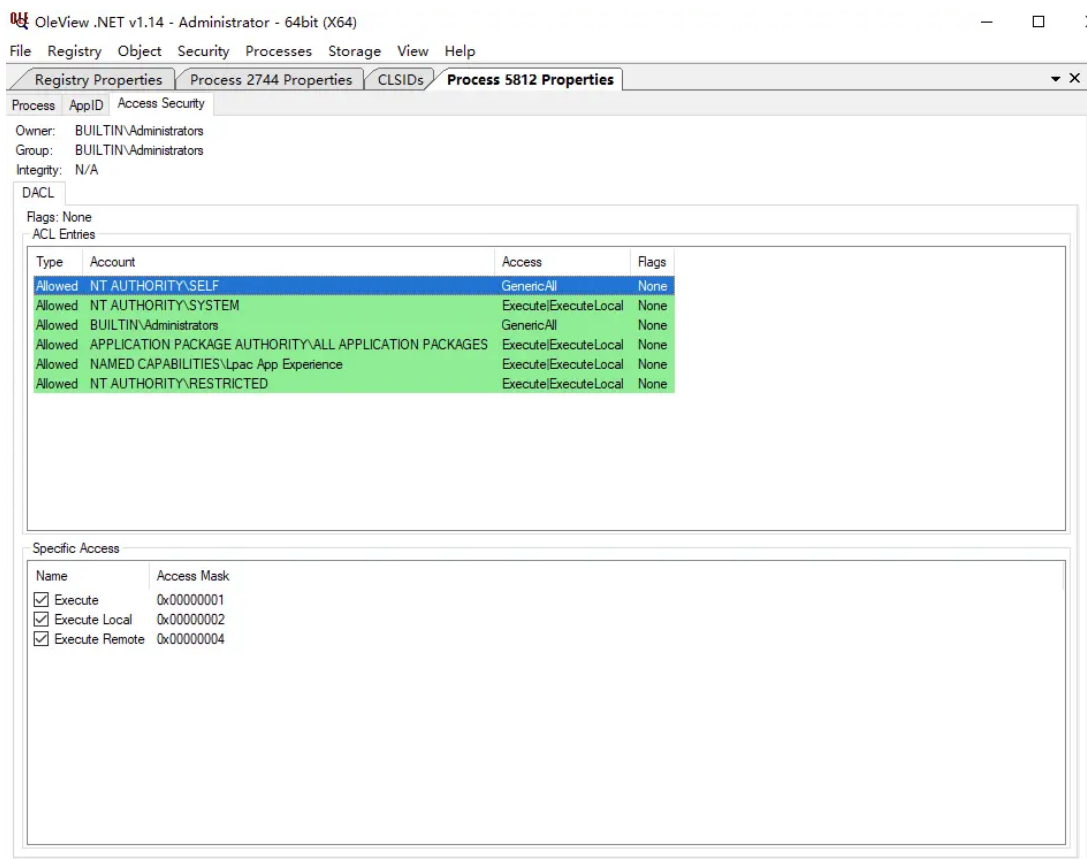 OleView .NET v1.14 - Administrator - 64bit (X64)
File Registry Object Security Processes Storage View Help
Registry Properties Process 2744 Properties CLSIDs Process 5812 Properties
Process AppID Access Security
Owner: BUILTIN\Administrators
Group: BUILTIN\Administrators
Integrity: N/A
DACL
Flags: None
ACL Entries
Type Account Access Flags
Allowed NT AUTHORITY\SELF GenericAll None
Allowed NT AUTHORITY\SYSTEM Execute|ExecuteLocal None
Allowed BUILTIN\Administrators GenericAll None
Allowed APPLICATION PACKAGE AUTHORITY\ALL APPLICATION PACKAGES Execute|ExecuteLocal None
Allowed NAMED CAPABILITIES\Lpac App Experience Execute|ExecuteLocal None
Allowed NT AUTHORITY\RESTRICTED Execute|ExecuteLocal None
Specific Access
Name Access Mask
Execute 0x00000001
Execute Local 0x00000002
Execute Remote 0x00000004